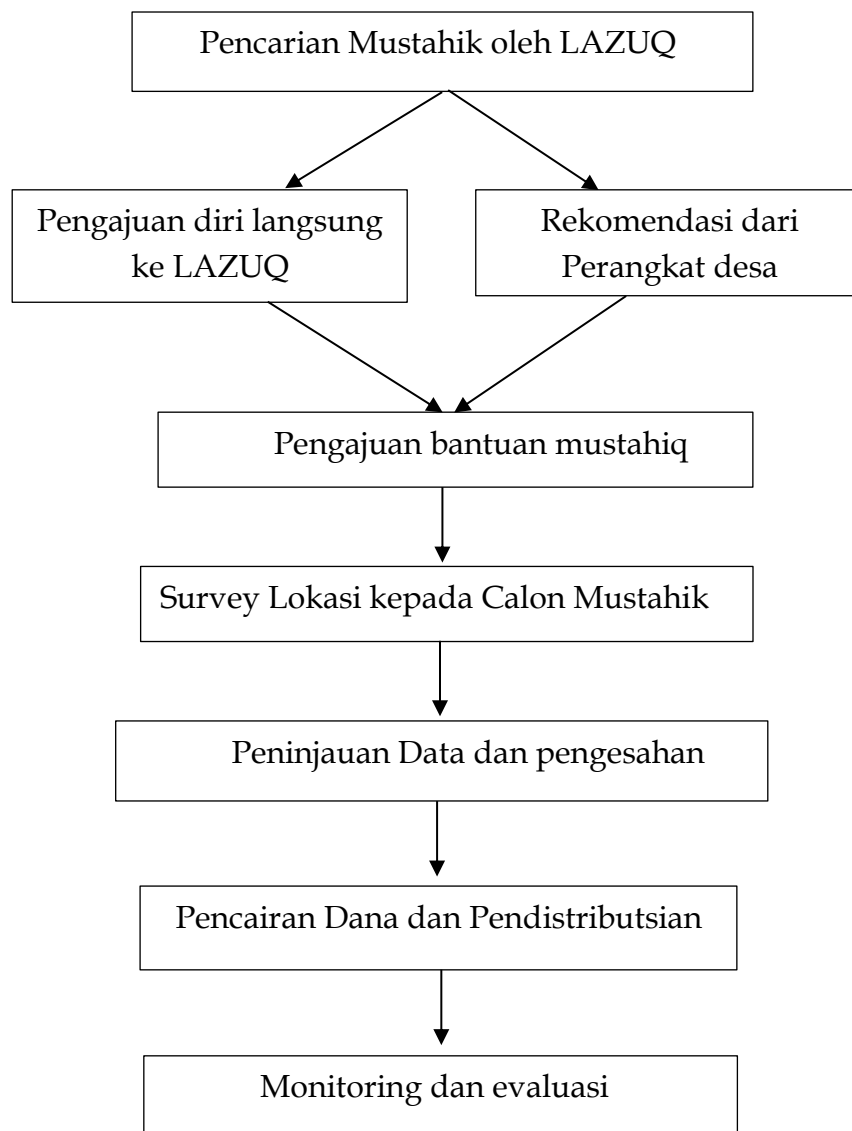 Pencarian Mustahik oleh LAZUQ
Pengajuan diri langsung
ke LAZUQ
Rekomendasi dari
Perangkat desa
Pengajuan bantuan mustahiq
Survey Lokasi kepada Calon Mustahik
Peninjauan Data dan pengesahan
Pencairan Dana dan Pendistributsian
Monitoring dan evaluasi